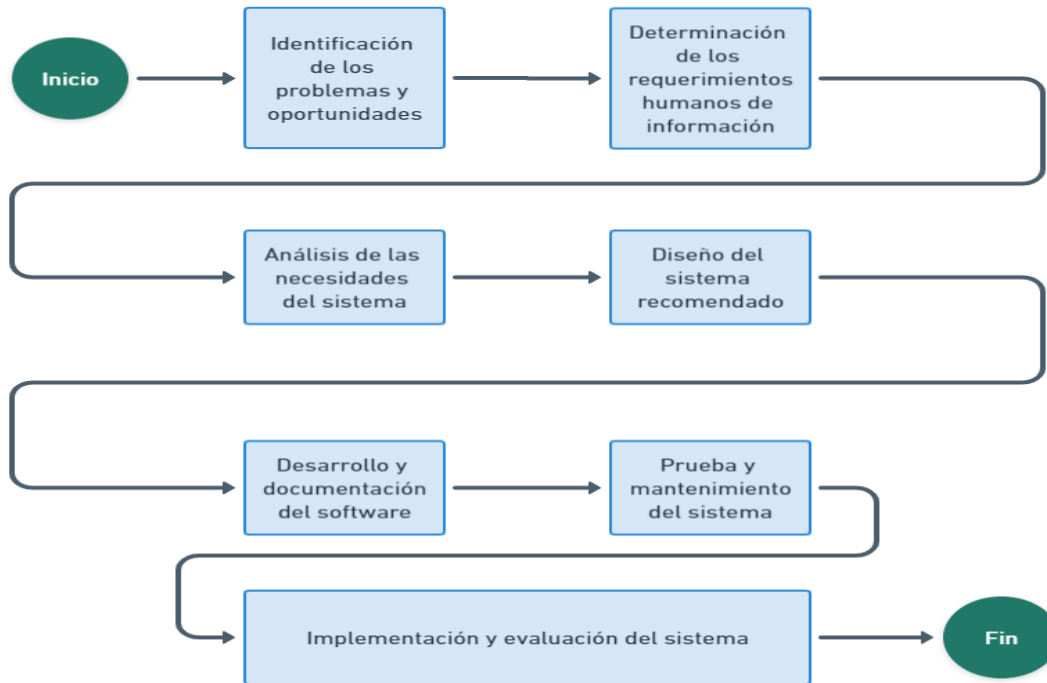 Inicio
Identificación
de los
problemas y
oportunidades
Determinación
de los
requerimientos
humanos de
información
Análisis de las
necesidades
del sistema
Diseño del
sistema
recomendado
Desarrollo y
documentación
del software
Prueba y
mantenimiento
del sistema
Implementación y evaluación del sistema
Fin